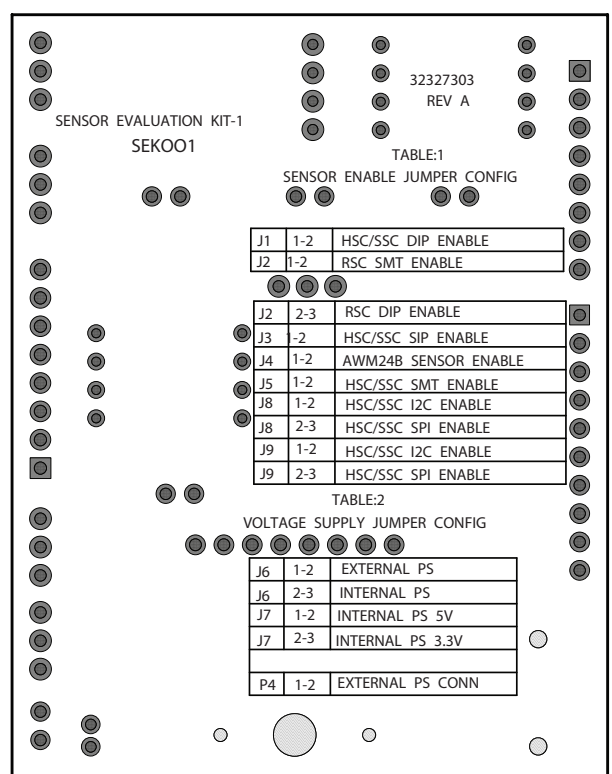 32327303
REV A
SENSOR EVALUATION KIT-1
SEKOO1
TABLE:1
SENSOR ENABLE JUMPER CONFIG
J1 1-2 HSC/SSC DIP ENABLE
J2 1-2 RSC SMT ENABLE
J2 2-3 RSC DIP ENABLE
J3 1-2 HSC/SSC SIP ENABLE
J4 1-2 AWM24B SENSOR ENABLE
J5 1-2 HSC/SSC SMT ENABLE
J8 1-2 HSC/SSC I2C ENABLE
J8 2-3 HSC/SSC SPI ENABLE
J9 1-2 HSC/SSC I2C ENABLE
J9 2-3 HSC/SSC SPI ENABLE
TABLE:2
VOLTAGE SUPPLY JUMPER CONFIG
J6 1-2 EXTERNAL PS
J6 2-3 INTERNAL PS
J7 1-2 INTERNAL PS 5V
J7 2-3 INTERNAL PS 3.3V
P4 1-2 EXTERNAL PS CONN